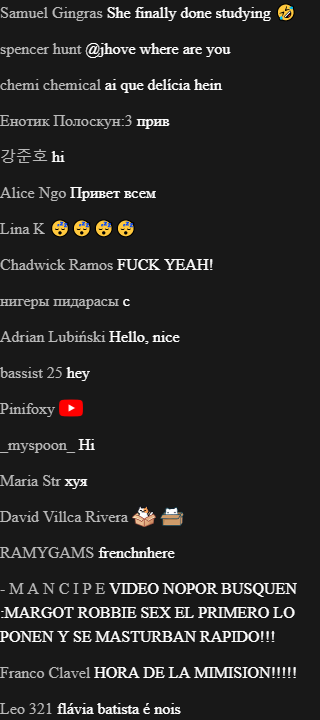 Samuel Gingras She finally done studying 🤣
spencer hunt @jhove where are you
chemi chemical ai que delícia hein
Енотик Полоскун:3 прив
강준호 hi
Alice Ngo Привет всем
Lina K 😴😴😴😴
Chadwick Ramos FUCK YEAH!
нигеры пидарасы с
Adrian Lubiński Hello, nice
bassist 25 hey
Pinifoxy
_myspoon_ Hi
Maria Str хуя
David Villca Rivera
RAMYGAMS frenchnhere
- M A N C I P E VIDEO NOPOR BUSQUEN
:MARGOT ROBBIE SEX EL PRIMERO LO
PONEN Y SE MASTURBAN RAPIDO!!!
Franco Clavel HORA DE LA MIMISION!!!!!
Leo 321 flávia batista é nois